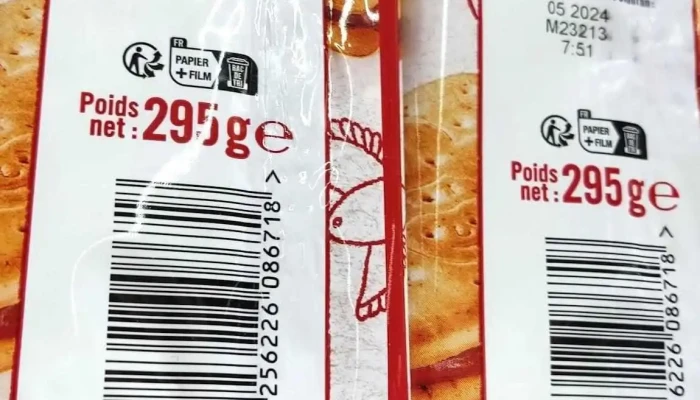 FR
PAPIER
+ FILM
BAC
DE
TRI
Poids
net : 295 g e
256226 086718 >
05 2024
M23213
7:51
FR
PAPIER
+ FILM
Poids
net : 295 g e
6226 086718 >